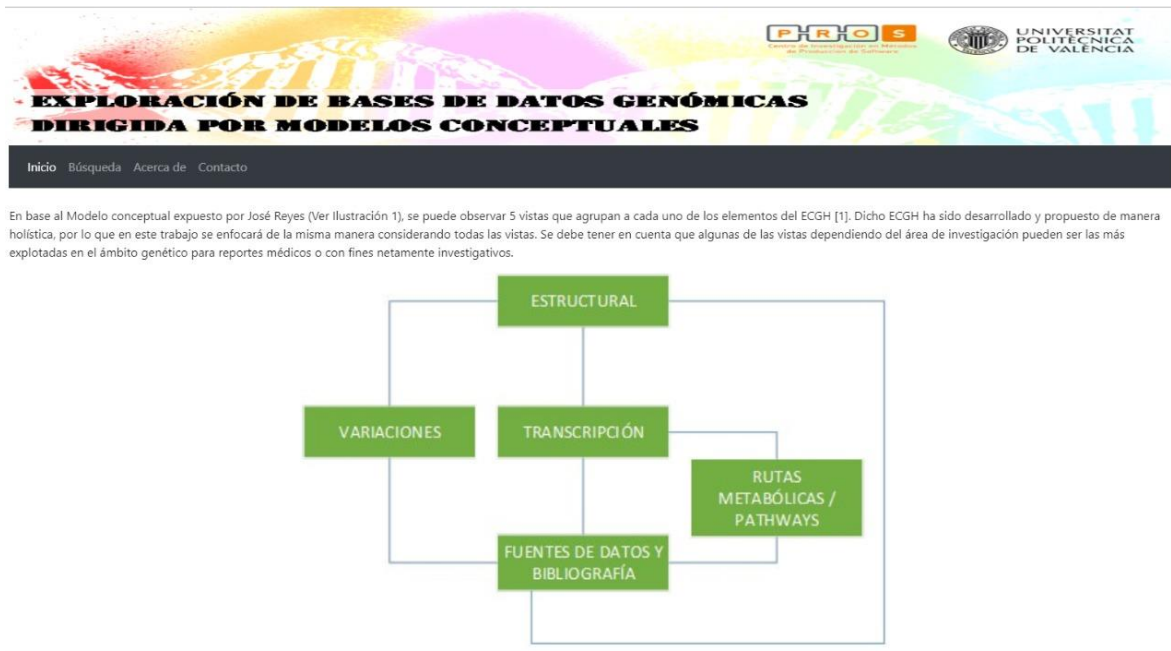 PROS
Centro de Investigación en Métodos
de Producción de Software
UNIVERSITAT
POLITÈCNICA
DE VALÈNCIA
EXPLORACIÓN DE BASES DE DATOS GENÓMICAS
DIRIGIDA POR MODELOS CONCEPTUALES
Inicio Búsqueda Acerca de Contacto
En base al Modelo conceptual expuesto por José Reyes (Ver Ilustración 1), se puede observar 5 vistas que agrupan a cada uno de los elementos del ECGH [1]. Dicho ECGH ha sido desarrollado y propuesto de manera
holística, por lo que en este trabajo se enfocará de la misma manera considerando todas las vistas. Se debe tener en cuenta que algunas de las vistas dependiendo del área de investigación pueden ser las más
explotadas en el ámbito genético para reportes médicos o con fines netamente investigativos.
ESTRUCTURAL
VARIACIONES
TRANSCRIPCIÓN
RUTAS
METABÓLICAS /
PATHWAYS
FUENTES DE DATOS Y
BIBLIOGRAFÍA